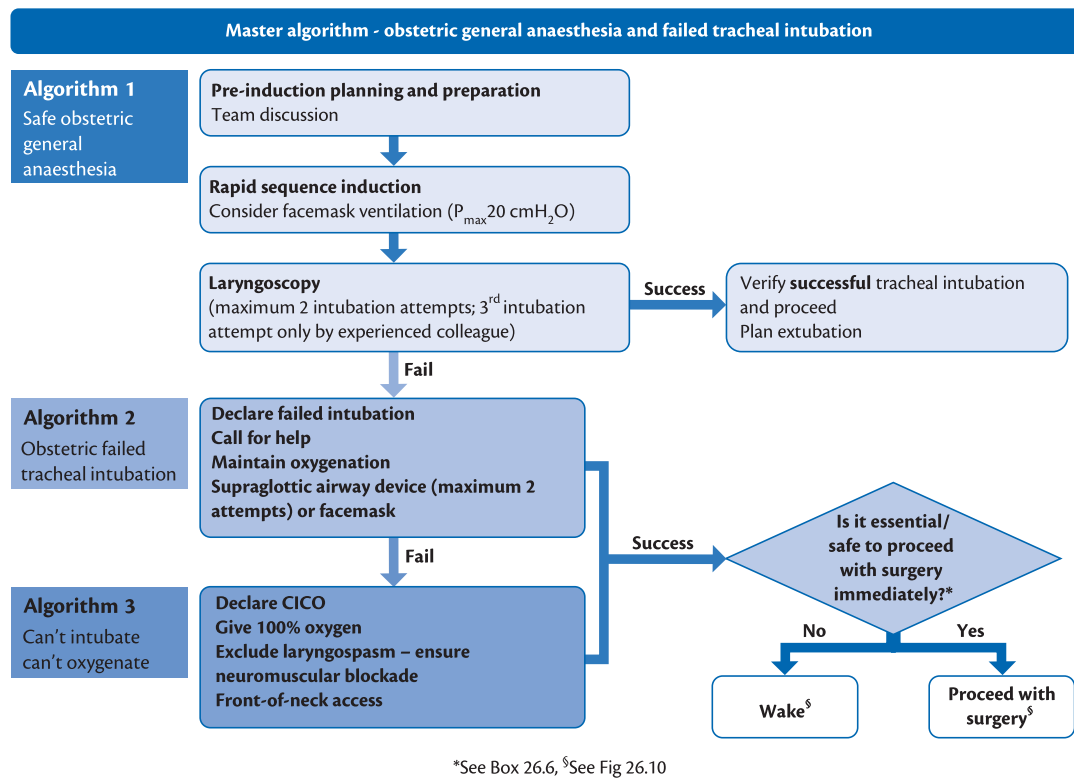 Master algorithm - obstetric general anaesthesia and failed tracheal intubation
Algorithm 1
Safe obstetric
general
anaesthesia
Pre-induction planning and preparation
Team discussion
Rapid sequence induction
Consider facemask ventilation (Pmax20 cmH2O)
Laryngoscopy
(maximum 2 intubation attempts; 3rd intubation
attempt only by experienced colleague)
Success
Verify successful tracheal intubation
and proceed
Plan extubation
Fail
Algorithm 2
Obstetric failed
tracheal intubation
Declare failed intubation
Call for help
Maintain oxygenation
Supraglottic airway device (maximum 2
attempts) or facemask
Success
Is it essential/
safe to proceed
with surgery
immediately?*
Fail
Algorithm 3
Can’t intubate
can’t oxygenate
Declare CICO
Give 100% oxygen
Exclude laryngospasm – ensure
neuromuscular blockade
Front-of-neck access
No
Yes
Wake§
Proceed with
surgery§
*See Box 26.6, §See Fig 26.10